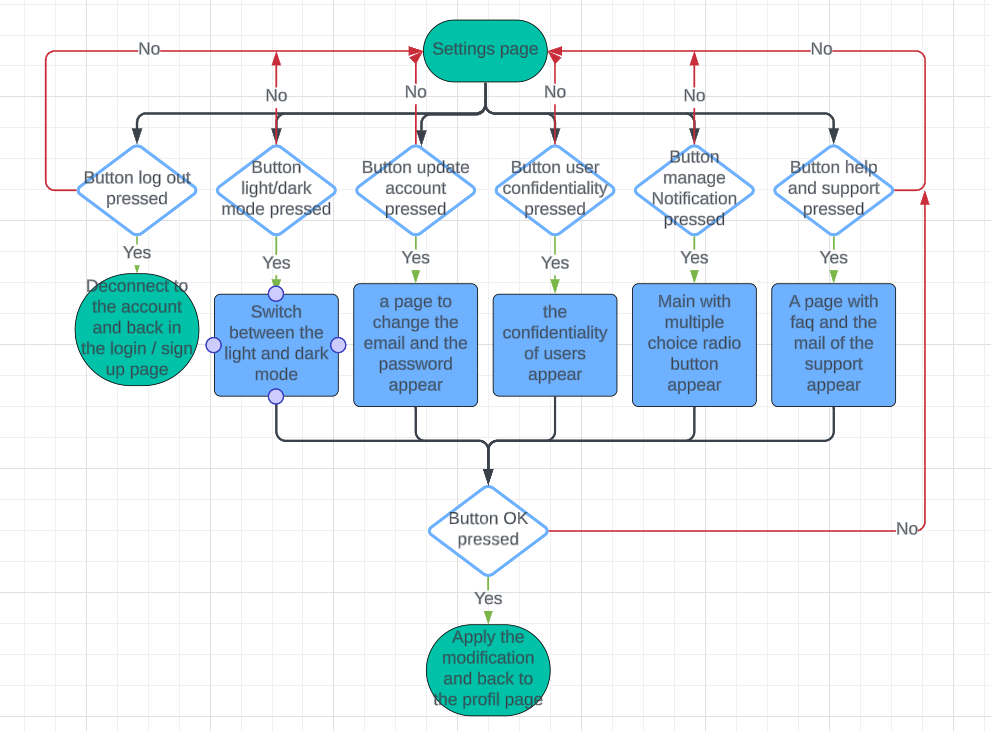 Settings page
No
No
No
No
No
No
Button log out
pressed
Button
light/dark
mode pressed
Button update
account
pressed
Button user
confidentiality
pressed
Button
manage
Notification
pressed
Button help
and support
pressed
Yes
Yes
Yes
Yes
Yes
Yes
Deconnect to
the account
and back in
the login / sign
up page
Switch
between the
light and dark
mode
a page to
change the
email and the
password
appear
the
confidentiality
of users
appear
Main with
multiple
choice radio
button
appear
A page with
faq and the
mail of the
support
appear
Button OK
pressed
No
Yes
Apply the
modification
and back to
the profil page